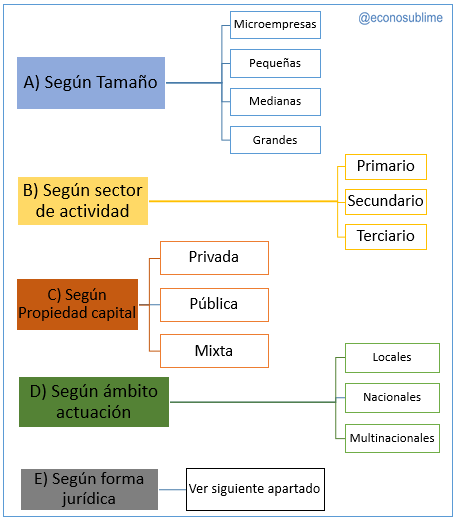 @econosublime
A) Según Tamaño
Microempresas
Pequeñas
Medianas
Grandes
B) Según sector
de actividad
Primario
Secundario
Terciario
C) Según
Propiedad capital
Privada
Pública
Mixta
D) Según ámbito
actuación
Locales
Nacionales
Multinacionales
E) Según forma
jurídica
Ver siguiente apartado